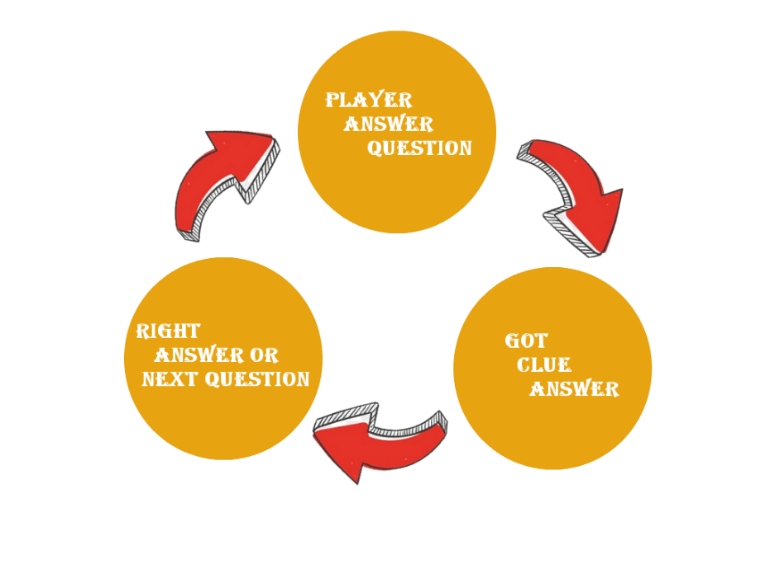 PLAYER
ANSWER
QUESTION
GOT
CLUE
ANSWER
RIGHT
ANSWER OR
NEXT QUESTION